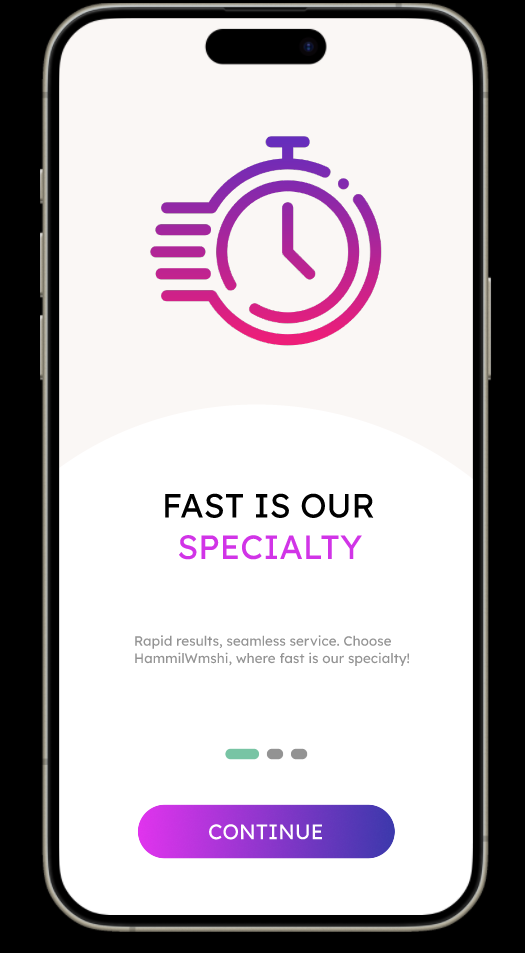 FAST IS OUR
SPECIALTY
Rapid results, seamless service. Choose
HammilWmshi, where fast is our specialty!
CONTINUE